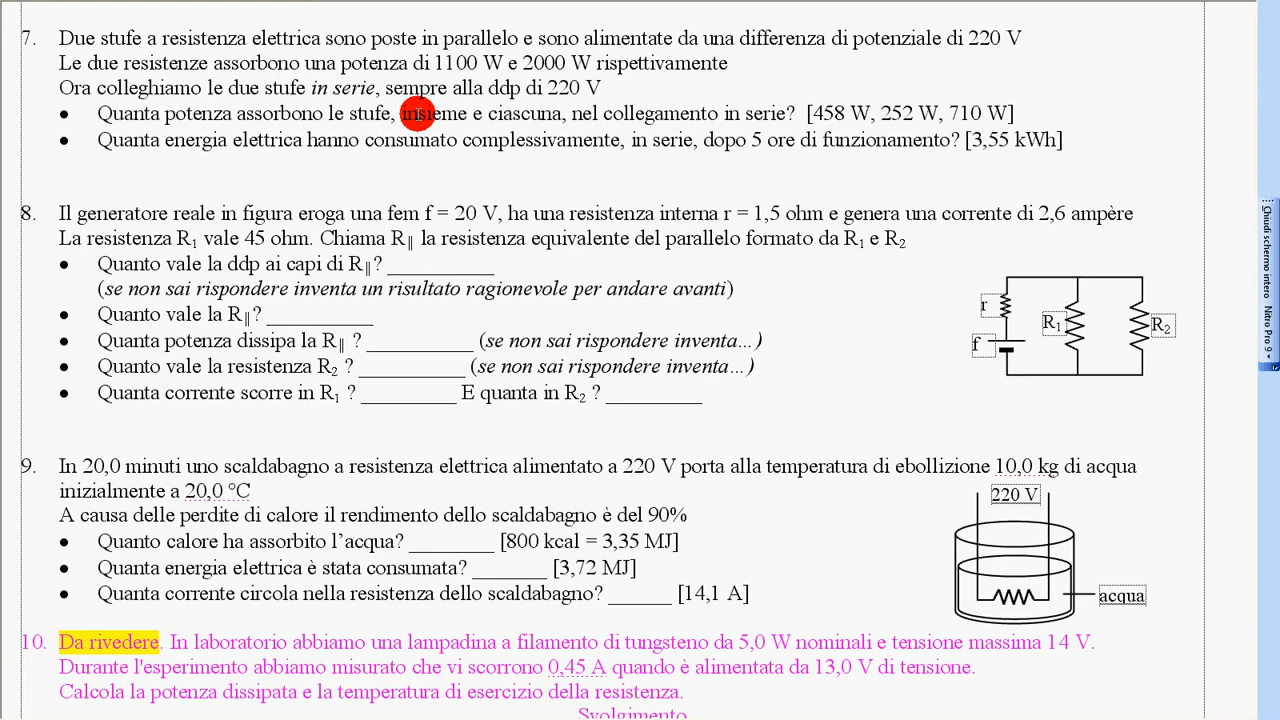 7. Due stufe a resistenza elettrica sono poste in parallelo e sono alimentate da una differenza di potenziale di 220 V
Le due resistenze assorbono una potenza di 1100 W e 2000 W rispettivamente
Ora colleghiamo le due stufe in serie, sempre alla ddp di 220 V
● Quanta potenza assorbono le stufe, insieme e ciascuna, nel collegamento in serie? [458 W, 252 W, 710 W]
● Quanta energia elettrica hanno consumato complessivamente, in serie, dopo 5 ore di funzionamento? [3,55 kWh]
8. Il generatore reale in figura eroga una fem f = 20 V, ha una resistenza interna r = 1,5 ohm e genera una corrente di 2,6 ampère
La resistenza R₁ vale 45 ohm. Chiama R∥ la resistenza equivalente del parallelo formato da R₁ e R₂
● Quanto vale la ddp ai capi di R∥? __________
(se non sai rispondere inventa un risultato ragionevole per andare avanti)
● Quanto vale la R∥? __________
● Quanta potenza dissipa la R∥ ? __________ (se non sai rispondere inventa...)
● Quanto vale la resistenza R₂ ? __________ (se non sai rispondere inventa...)
● Quanta corrente scorre in R₁ ? _________ E quanta in R₂ ? _________
r
R₁
R₂
f
9. In 20,0 minuti uno scaldabagno a resistenza elettrica alimentato a 220 V porta alla temperatura di ebollizione 10,0 kg di acqua
inizialmente a 20,0 °C
A causa delle perdite di calore il rendimento dello scaldabagno è del 90%
● Quanto calore ha assorbito l'acqua? ________ [800 kcal = 3,35 MJ]
● Quanta energia elettrica è stata consumata? _______ [3,72 MJ]
● Quanta corrente circola nella resistenza dello scaldabagno? ______ [14,1 A]
220 V
acqua
10. Da rivedere. In laboratorio abbiamo una lampadina a filamento di tungsteno da 5,0 W nominali e tensione massima 14 V.
Durante l'esperimento abbiamo misurato che vi scorrono 0,45 A quando è alimentata da 13,0 V di tensione.
Calcola la potenza dissipata e la temperatura di esercizio della resistenza.
Svolgimento
Chiudi schermo intero Nitro Pro 9